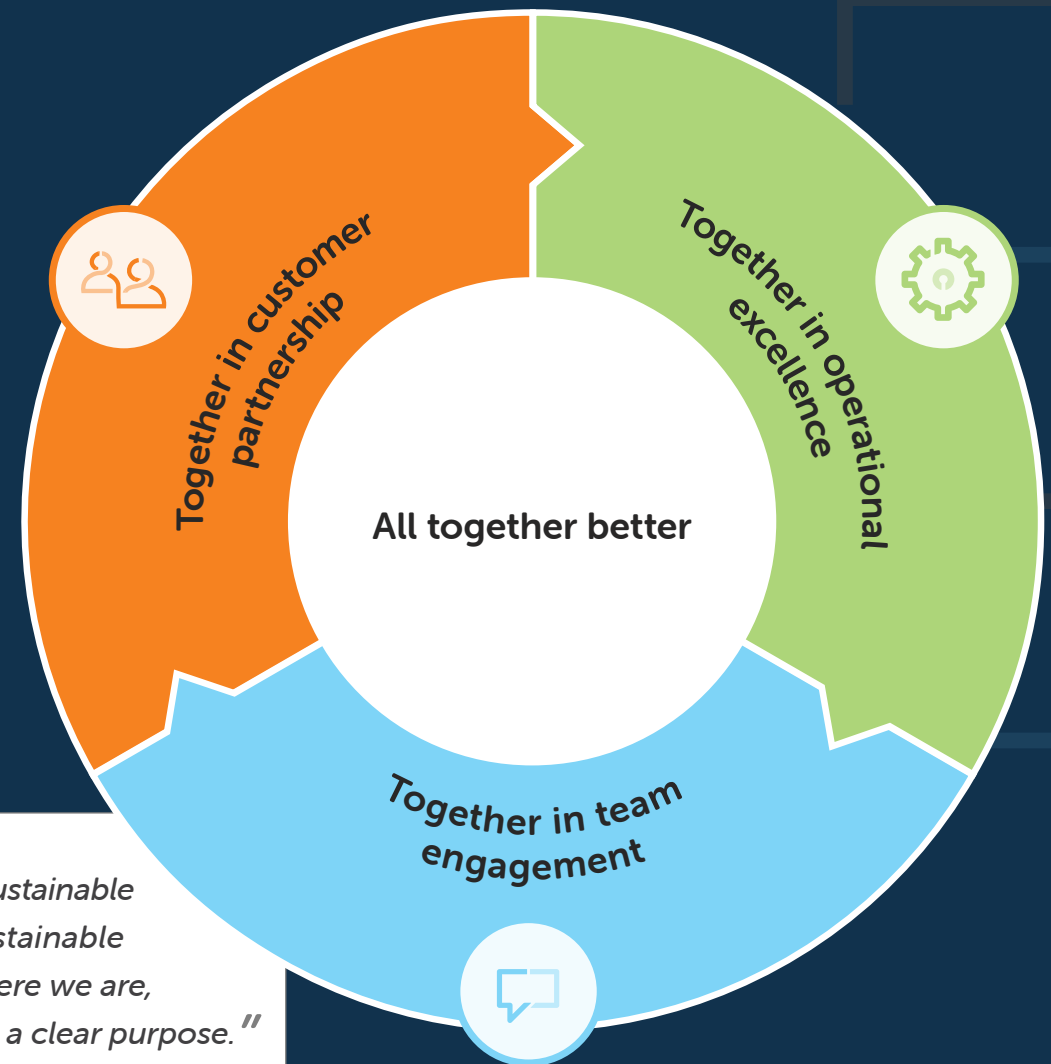 Together in customer
partnership
Together in operational
excellence
All together better
Together in team
engagement
stainable
ere we are,
a clear purpose."